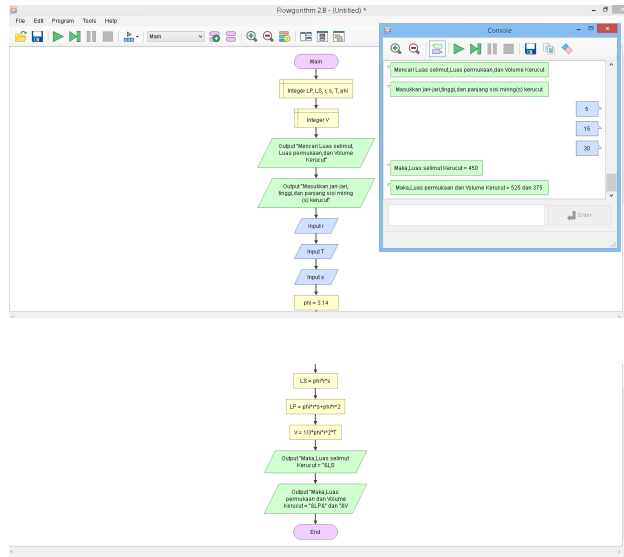 Flowgorithm 2.8 - (Untitled) *
File Edit Program Tools Help
Main
Main
Integer LP, LS, r, s, T, phi
Integer V
Output "Mencari Luas selimut,
Luas permukaan,dan Volume
Kerucut"
Output "Masukkan jari-jari,
tinggi,dan panjang sisi miring
(s) kerucut"
Input r
Input T
Input s
phi = 3.14
Console
Mencari Luas selimut,Luas permukaan,dan Volume Kerucut
Masukkan jari-jari,tinggi,dan panjang sisi miring(s) kerucut
5
15
30
Maka,Luas selimut Kerucut = 450
Maka,Luas permukaan dan Volume Kerucut = 525 dan 375
Enter
LS = phi*r*s
LP = phi*r*s+phi*r^2
V = 1/3*phi*r^2*T
Output "Maka,Luas selimut
Kerucut = "&LS
Output "Maka,Luas
permukaan dan Volume
Kerucut = "&LP&" dan "&V
End